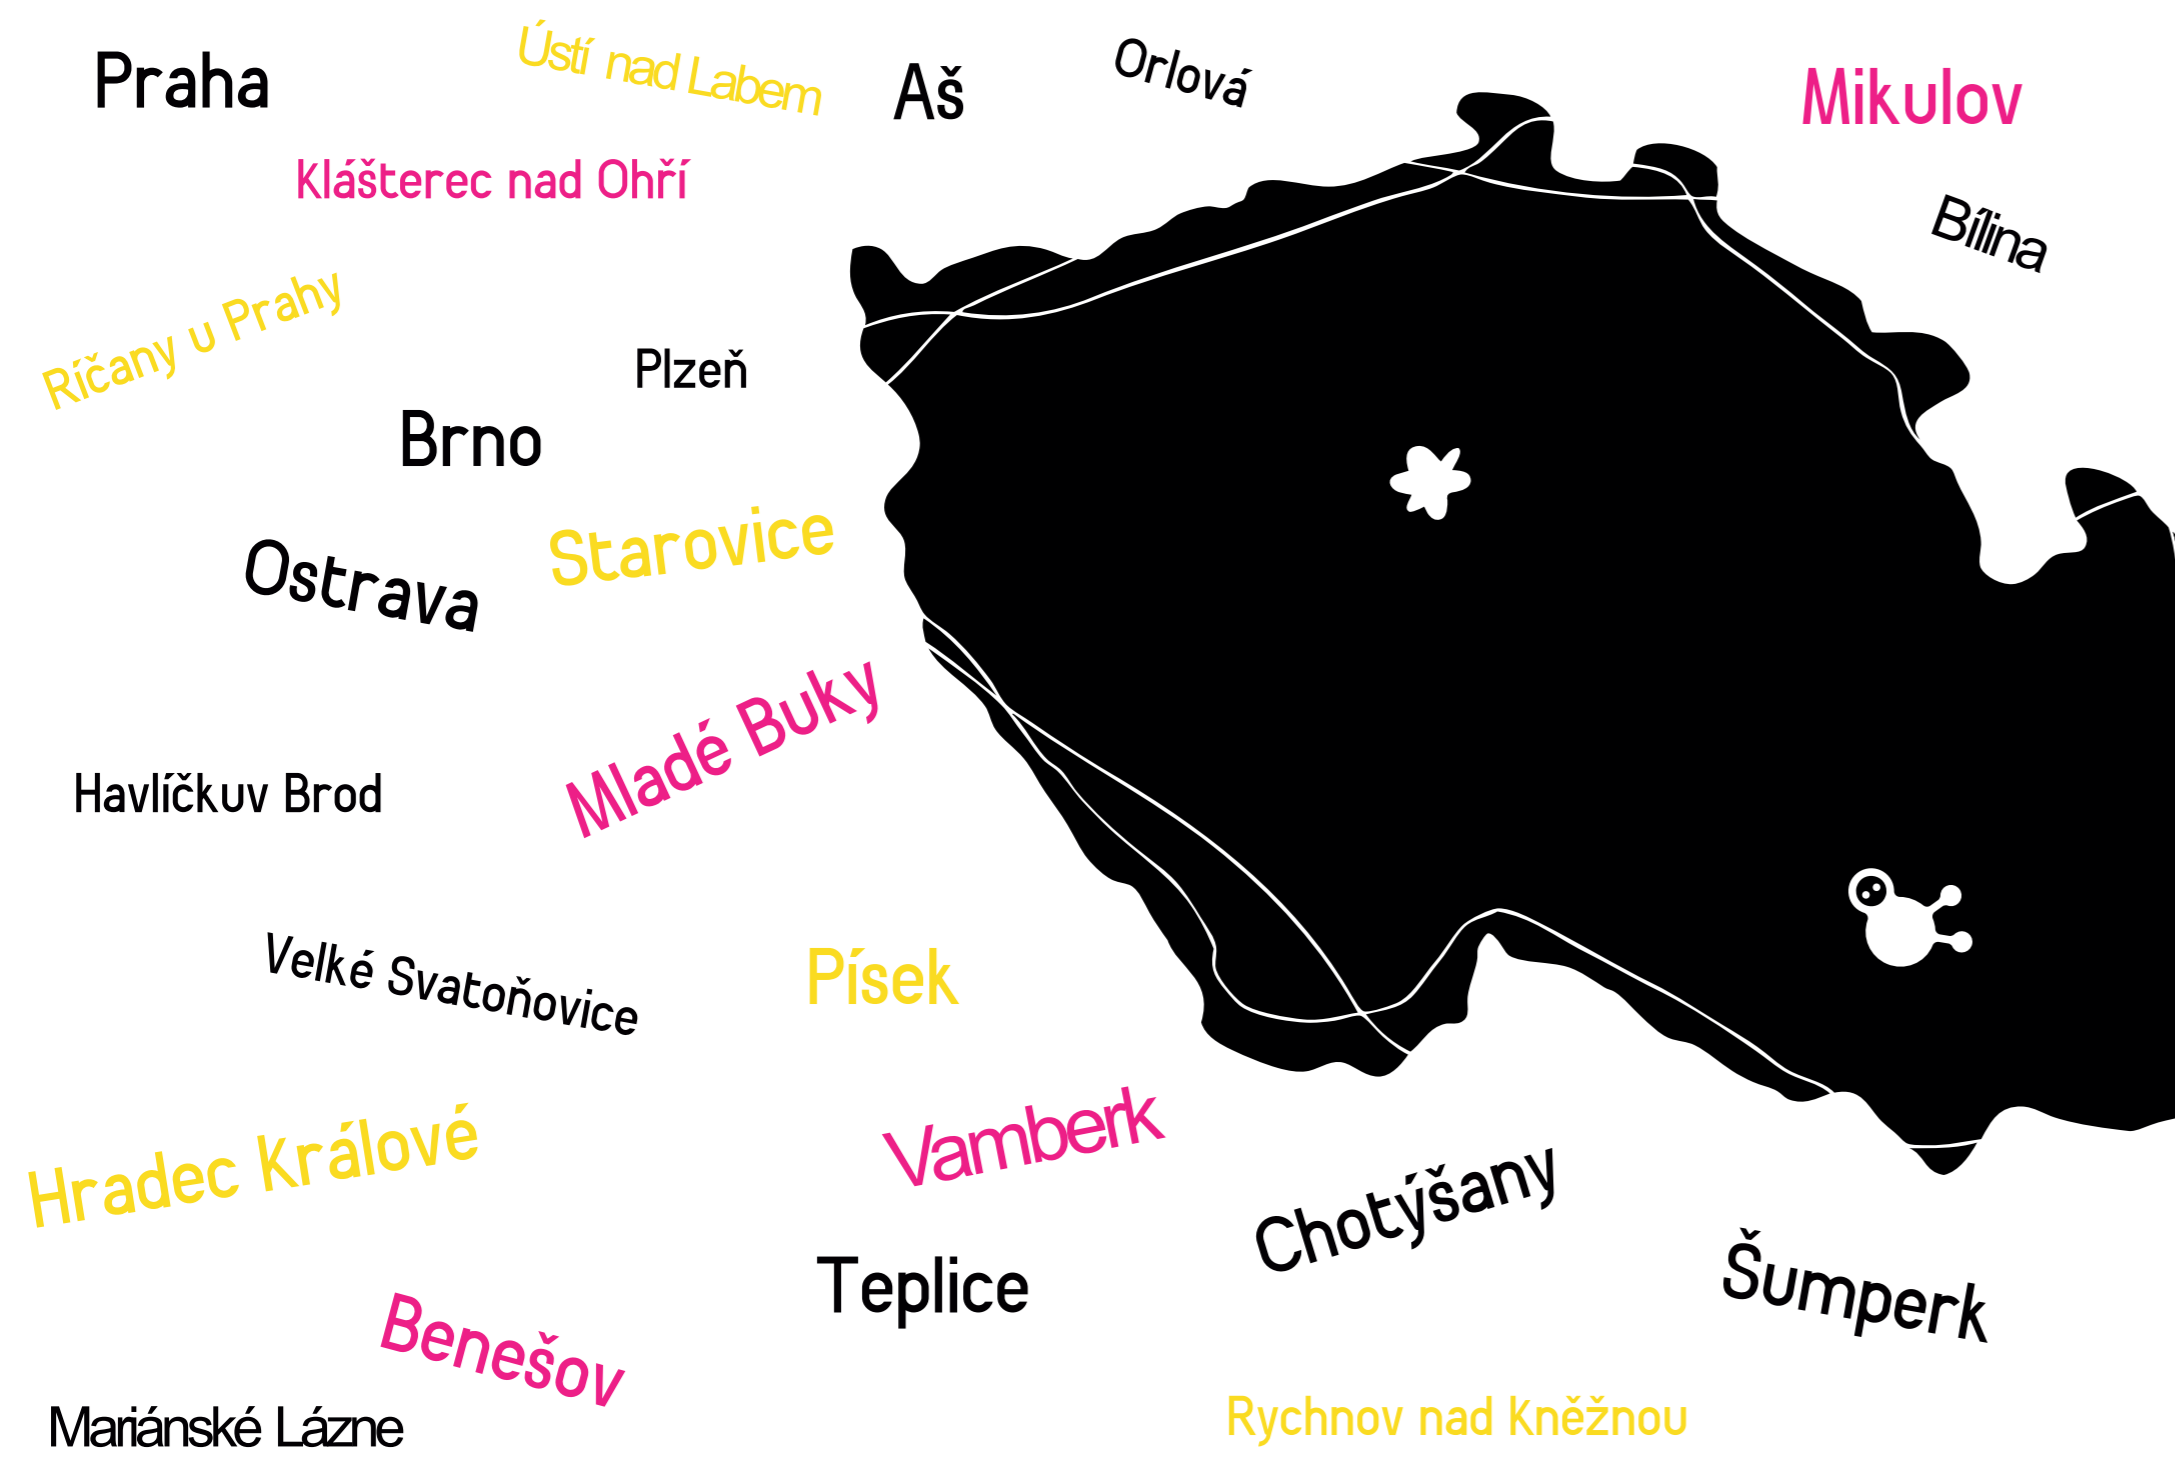 Praha
Ústí nad Labem
Aš
Orlová
Mikulov
Klášterec nad Ohří
Bílina
Ríčany u Prahy
Plzeň
Brno
Starovice
Ostrava
Mladé Buky
Havlíčkuv Brod
Velké Svatoňovice
Písek
Hradec Králové
Vamberk
Chotýšany
Teplice
Šumperk
Benešov
Mariánské Lázne
Rychnov nad Kněžnou